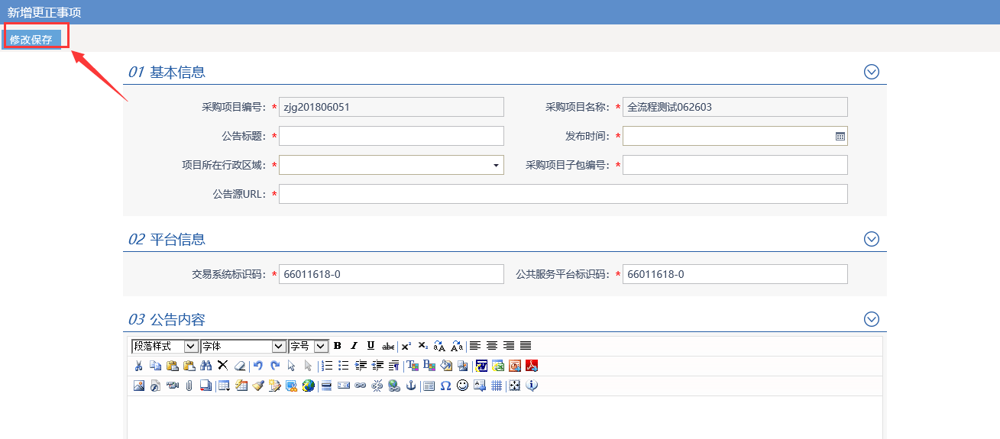 新增更正事项
修改保存
01 基本信息
采购项目编号: * zjg201806051 采购项目名称: * 全流程测试062603
公告标题: * 发布时间: *
项目所在行政区域: * 采购项目子包编号: *
公告源URL: *
02 平台信息
交易系统标识码: * 66011618-0 公共服务平台标识码: * 66011618-0
03 公告内容
段落样式 字体 字号 B I U abc x² x₂